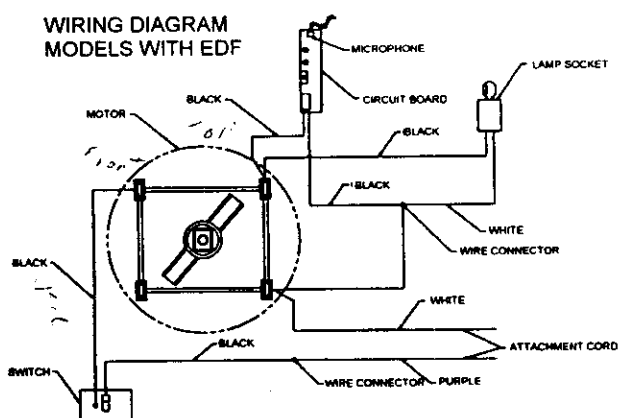 WIRING DIAGRAM
MODELS WITH EDF
MICROPHONE
LAMP SOCKET
CIRCUIT BOARD
BLACK
MOTOR
BLACK
BLACK
WHITE
WIRE CONNECTOR
BLACK
WHITE
ATTACHMENT CORD
BLACK
SWITCH
WIRE CONNECTOR
PURPLE